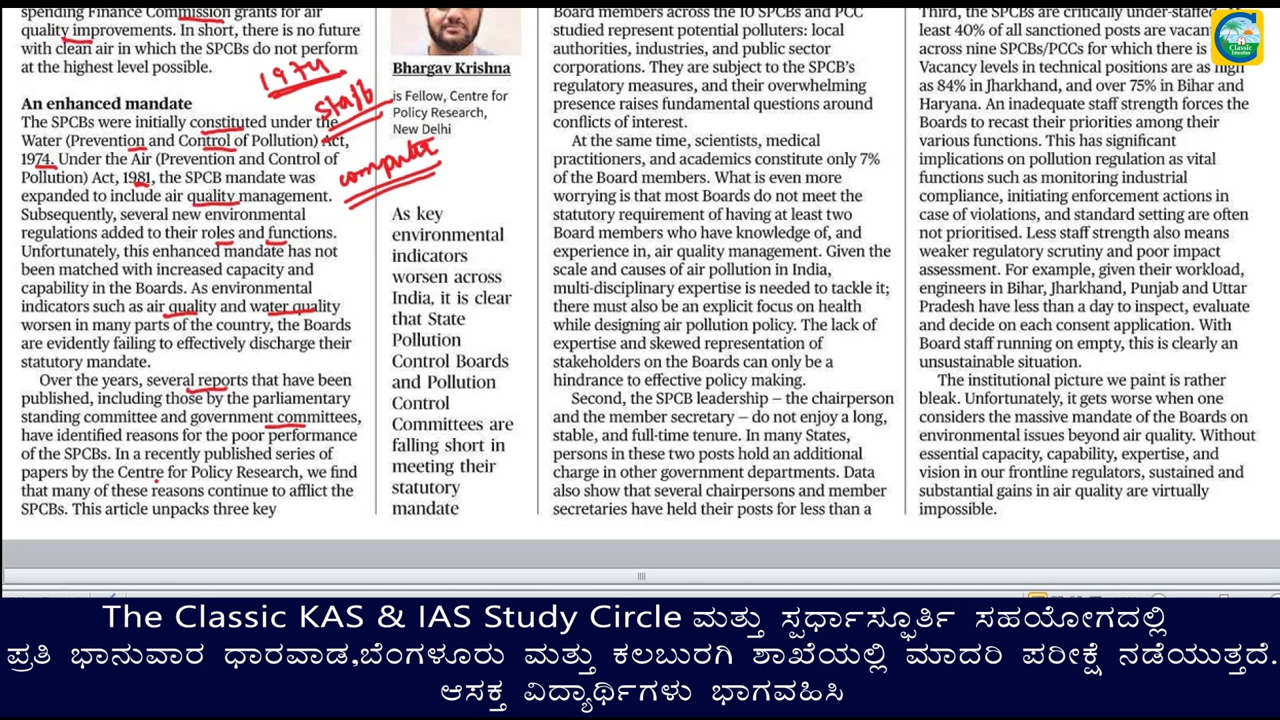 spending Finance Commission grants for air
quality improvements. In short, there is no future
with clean air in which the SPCBs do not perform
at the highest level possible.
An enhanced mandate
The SPCBs were initially constituted under the
Water (Prevention and Control of Pollution) Act,
1974. Under the Air (Prevention and Control of
Pollution) Act, 1981, the SPCB mandate was
expanded to include air quality management.
Subsequently, several new environmental
regulations added to their roles and functions.
Unfortunately, this enhanced mandate has not
been matched with increased capacity and
capability in the Boards. As environmental
indicators such as air quality and water quality
worsen in many parts of the country, the Boards
are evidently failing to effectively discharge their
statutory mandate.
Over the years, several reports that have been
published, including those by the parliamentary
standing committee and government committees,
have identified reasons for the poor performance
of the SPCBs. In a recently published series of
papers by the Centre for Policy Research, we find
that many of these reasons continue to afflict the
SPCBs. This article unpacks three key
1974
Staff
Bhargav Krishna
is Fellow, Centre for
Policy Research,
New Delhi
As key
environmental
indicators
worsen across
India, it is clear
that State
Pollution
Control Boards
and Pollution
Control
Committees are
falling short in
meeting their
statutory
mandate
Board members across the 10 SPCBs and PCC
studied represent potential polluters: local
authorities, industries, and public sector
corporations. They are subject to the SPCB’s
regulatory measures, and their overwhelming
presence raises fundamental questions around
conflicts of interest.
At the same time, scientists, medical
practitioners, and academics constitute only 7%
of the Board members. What is even more
worrying is that most Boards do not meet the
statutory requirement of having at least two
Board members who have knowledge of, and
experience in, air quality management. Given the
scale and causes of air pollution in India,
multi-disciplinary expertise is needed to tackle it;
there must also be an explicit focus on health
while designing air pollution policy. The lack of
expertise and skewed representation of
stakeholders on the Boards can only be a
hindrance to effective policy making.
Second, the SPCB leadership — the chairperson
and the member secretary — do not enjoy a long,
stable, and full-time tenure. In many States,
persons in these two posts hold an additional
charge in other government departments. Data
also show that several chairpersons and member
secretaries have held their posts for less than a
Third, the SPCBs are critically under-staffed.
least 40% of all sanctioned posts are vacant
across nine SPCBs/PCCs for which there is
Vacancy levels in technical positions are as high
as 84% in Jharkhand, and over 75% in Bihar and
Haryana. An inadequate staff strength forces the
Boards to recast their priorities among their
various functions. This has significant
implications on pollution regulation as vital
functions such as monitoring industrial
compliance, initiating enforcement actions in
case of violations, and standard setting are often
not prioritised. Less staff strength also means
weaker regulatory scrutiny and poor impact
assessment. For example, given their workload,
engineers in Bihar, Jharkhand, Punjab and Uttar
Pradesh have less than a day to inspect, evaluate
and decide on each consent application. With
Board staff running on empty, this is clearly an
unsustainable situation.
The institutional picture we paint is rather
bleak. Unfortunately, it gets worse when one
considers the massive mandate of the Boards on
environmental issues beyond air quality. Without
essential capacity, capability, expertise, and
vision in our frontline regulators, sustained and
substantial gains in air quality are virtually
impossible.
Classic
Education
The Classic KAS & IAS Study Circle ಮತ್ತು ಸ್ಪರ್ಧಾಸ್ಫೂರ್ತಿ ಸಹಯೋಗದಲ್ಲಿ
ಪ್ರತಿ ಭಾನುವಾರ ಧಾರವಾಡ,ಬೆಂಗಳೂರು ಮತ್ತು ಕಲಬುರಗಿ ಶಾಖೆಯಲ್ಲಿ ಮಾದರಿ ಪರೀಕ್ಷೆ ನಡೆಯುತ್ತದೆ.
ಆಸಕ್ತ ವಿದ್ಯಾರ್ಥಿಗಳು ಭಾಗವಹಿಸಿ